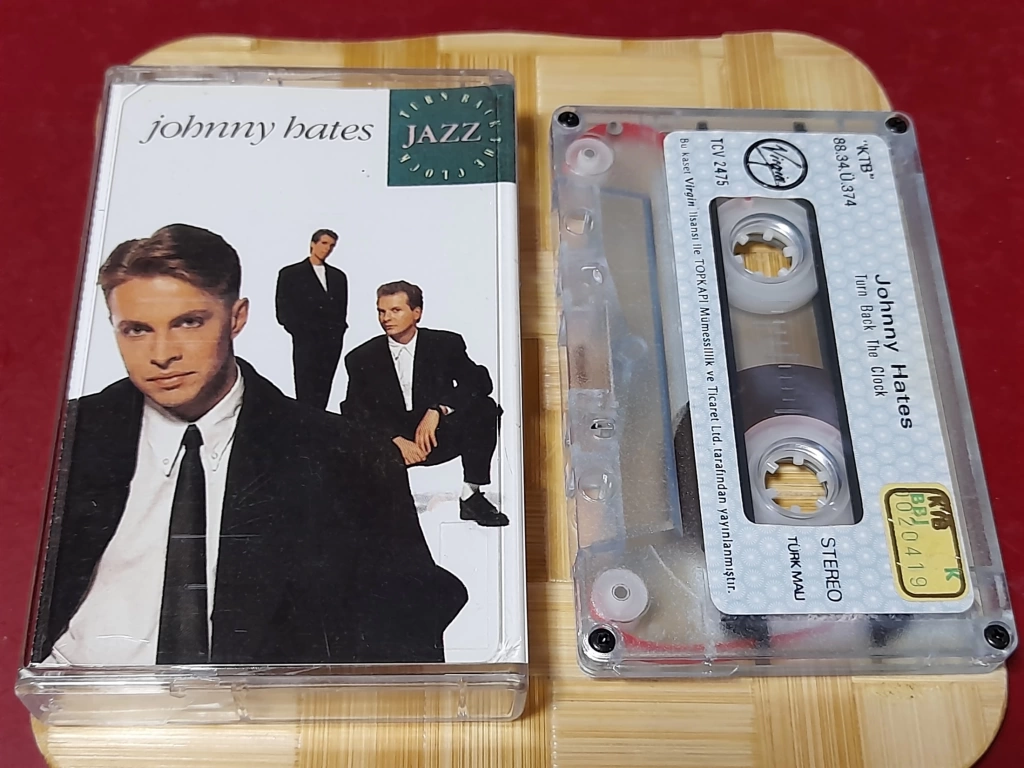 johnny hates
JAZZ
TURN BACK THE CLOCK
Virgin
TCV 2475
"KTB"
88.34.Ü.374
Johnny Hates
Turn Back The Clock
Bu kaset Virgin lisansı ile TOPKAPI Mümessillik ve Ticaret Ltd. tarafından yayınlanmıştır.
STEREO
TÜRK MALI
KTB K
BBJ
020419